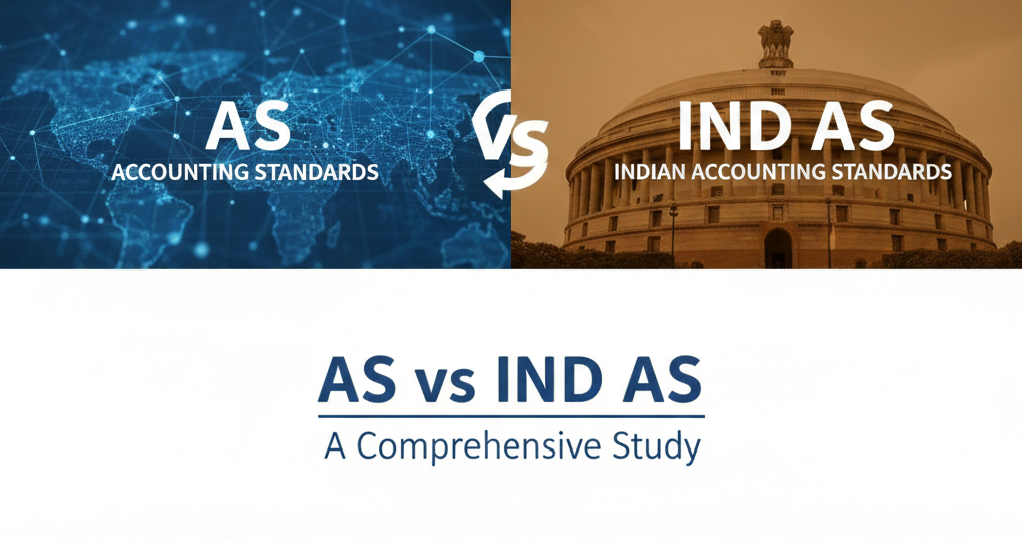 AS
ACCOUNTING STANDARDS
VS
IND AS
INDIAN ACCOUNTING STANDARDS
AS vs IND AS
A Comprehensive Study